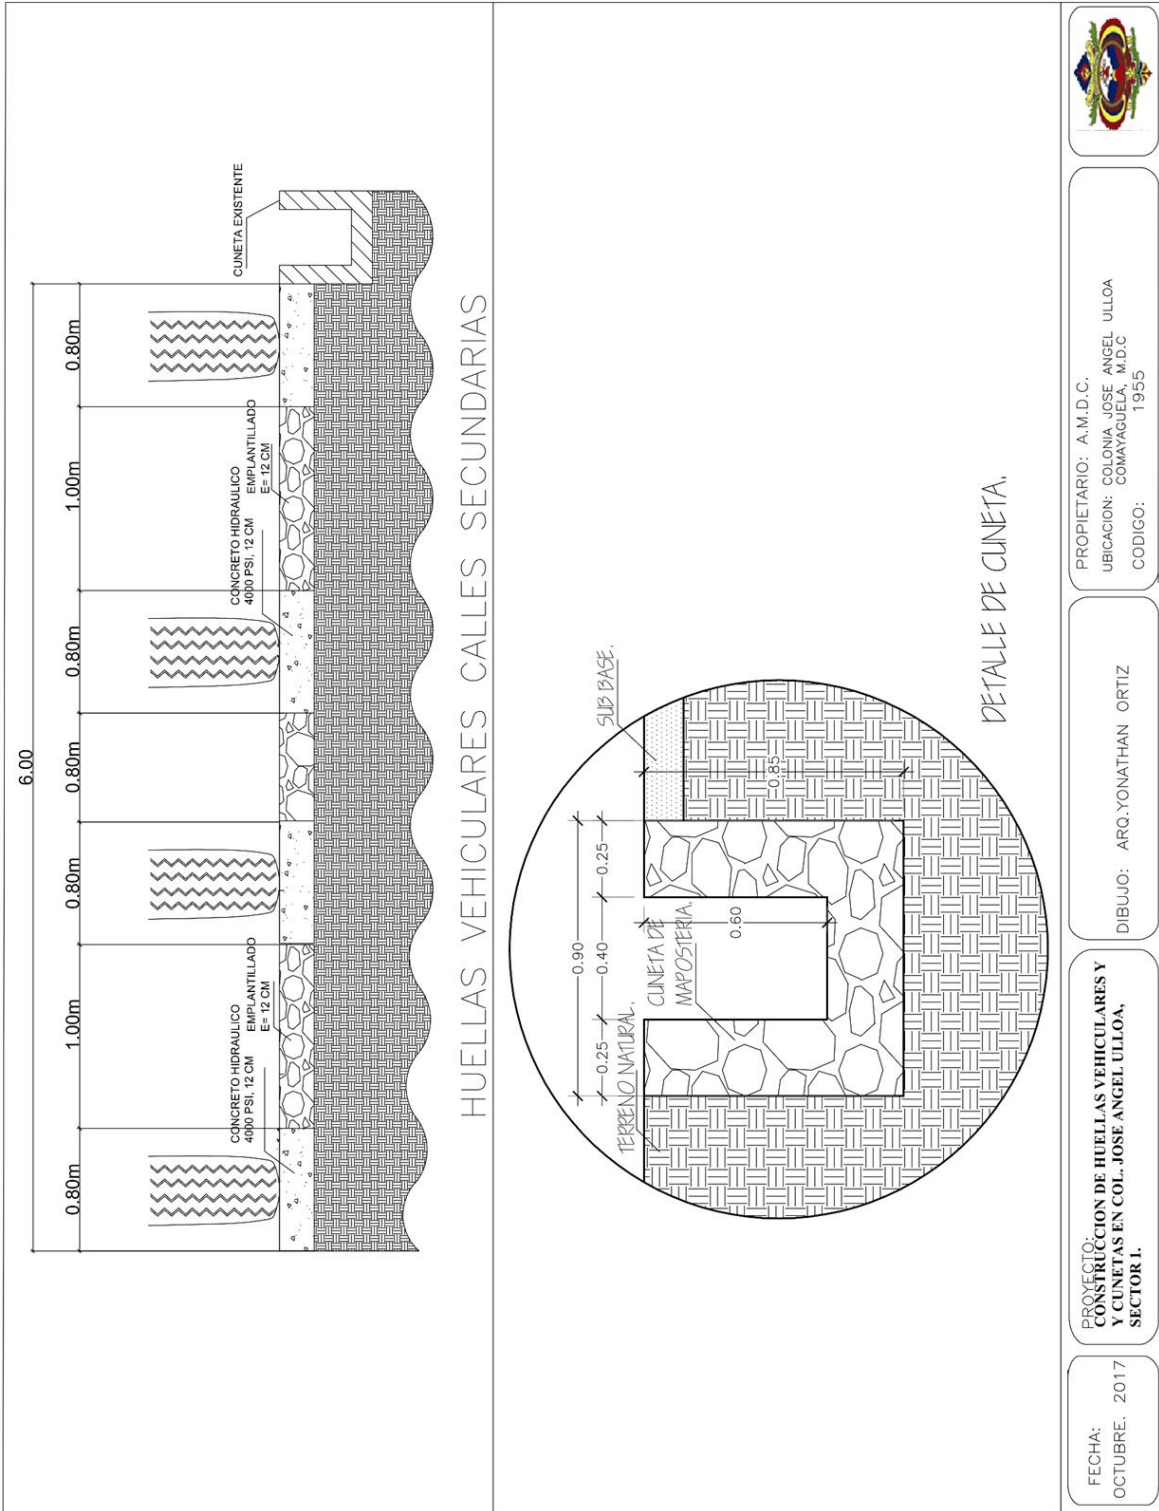 6.00
0.80m
1.00m
0.80m
0.80m
0.80m
1.00m
0.80m
CONCRETO HIDRAULICO
4000 PSI, 12 CM
EMPLANTILLADO
E= 12 CM
CONCRETO HIDRAULICO
4000 PSI, 12 CM
EMPLANTILLADO
E= 12 CM
CUNETA EXISTENTE
HUELLAS VEHICULARES CALLES SECUNDARIAS
0.90
0.25
0.40
0.25
TERRENO NATURAL.
CUNETA DE
MAPOSTERIA.
0.60
SUB BASE.
0.85
DETALLE DE CUNETA.
FECHA:
OCTUBRE. 2017
PROYECTO:
CONSTRUCCION DE HUELLAS VEHICULARES Y
Y CUNETAS EN COL.. JOSE ANGEL ULLOA,
SECTOR 1.
DIBUJO: ARQ.YONATHAN ORTIZ
PROPIETARIO: A.M.D.C.
UBICACION: COLONIA JOSE ANGEL ULLOA
COMAYAGUELA, M.D.C
CODIGO: 1955